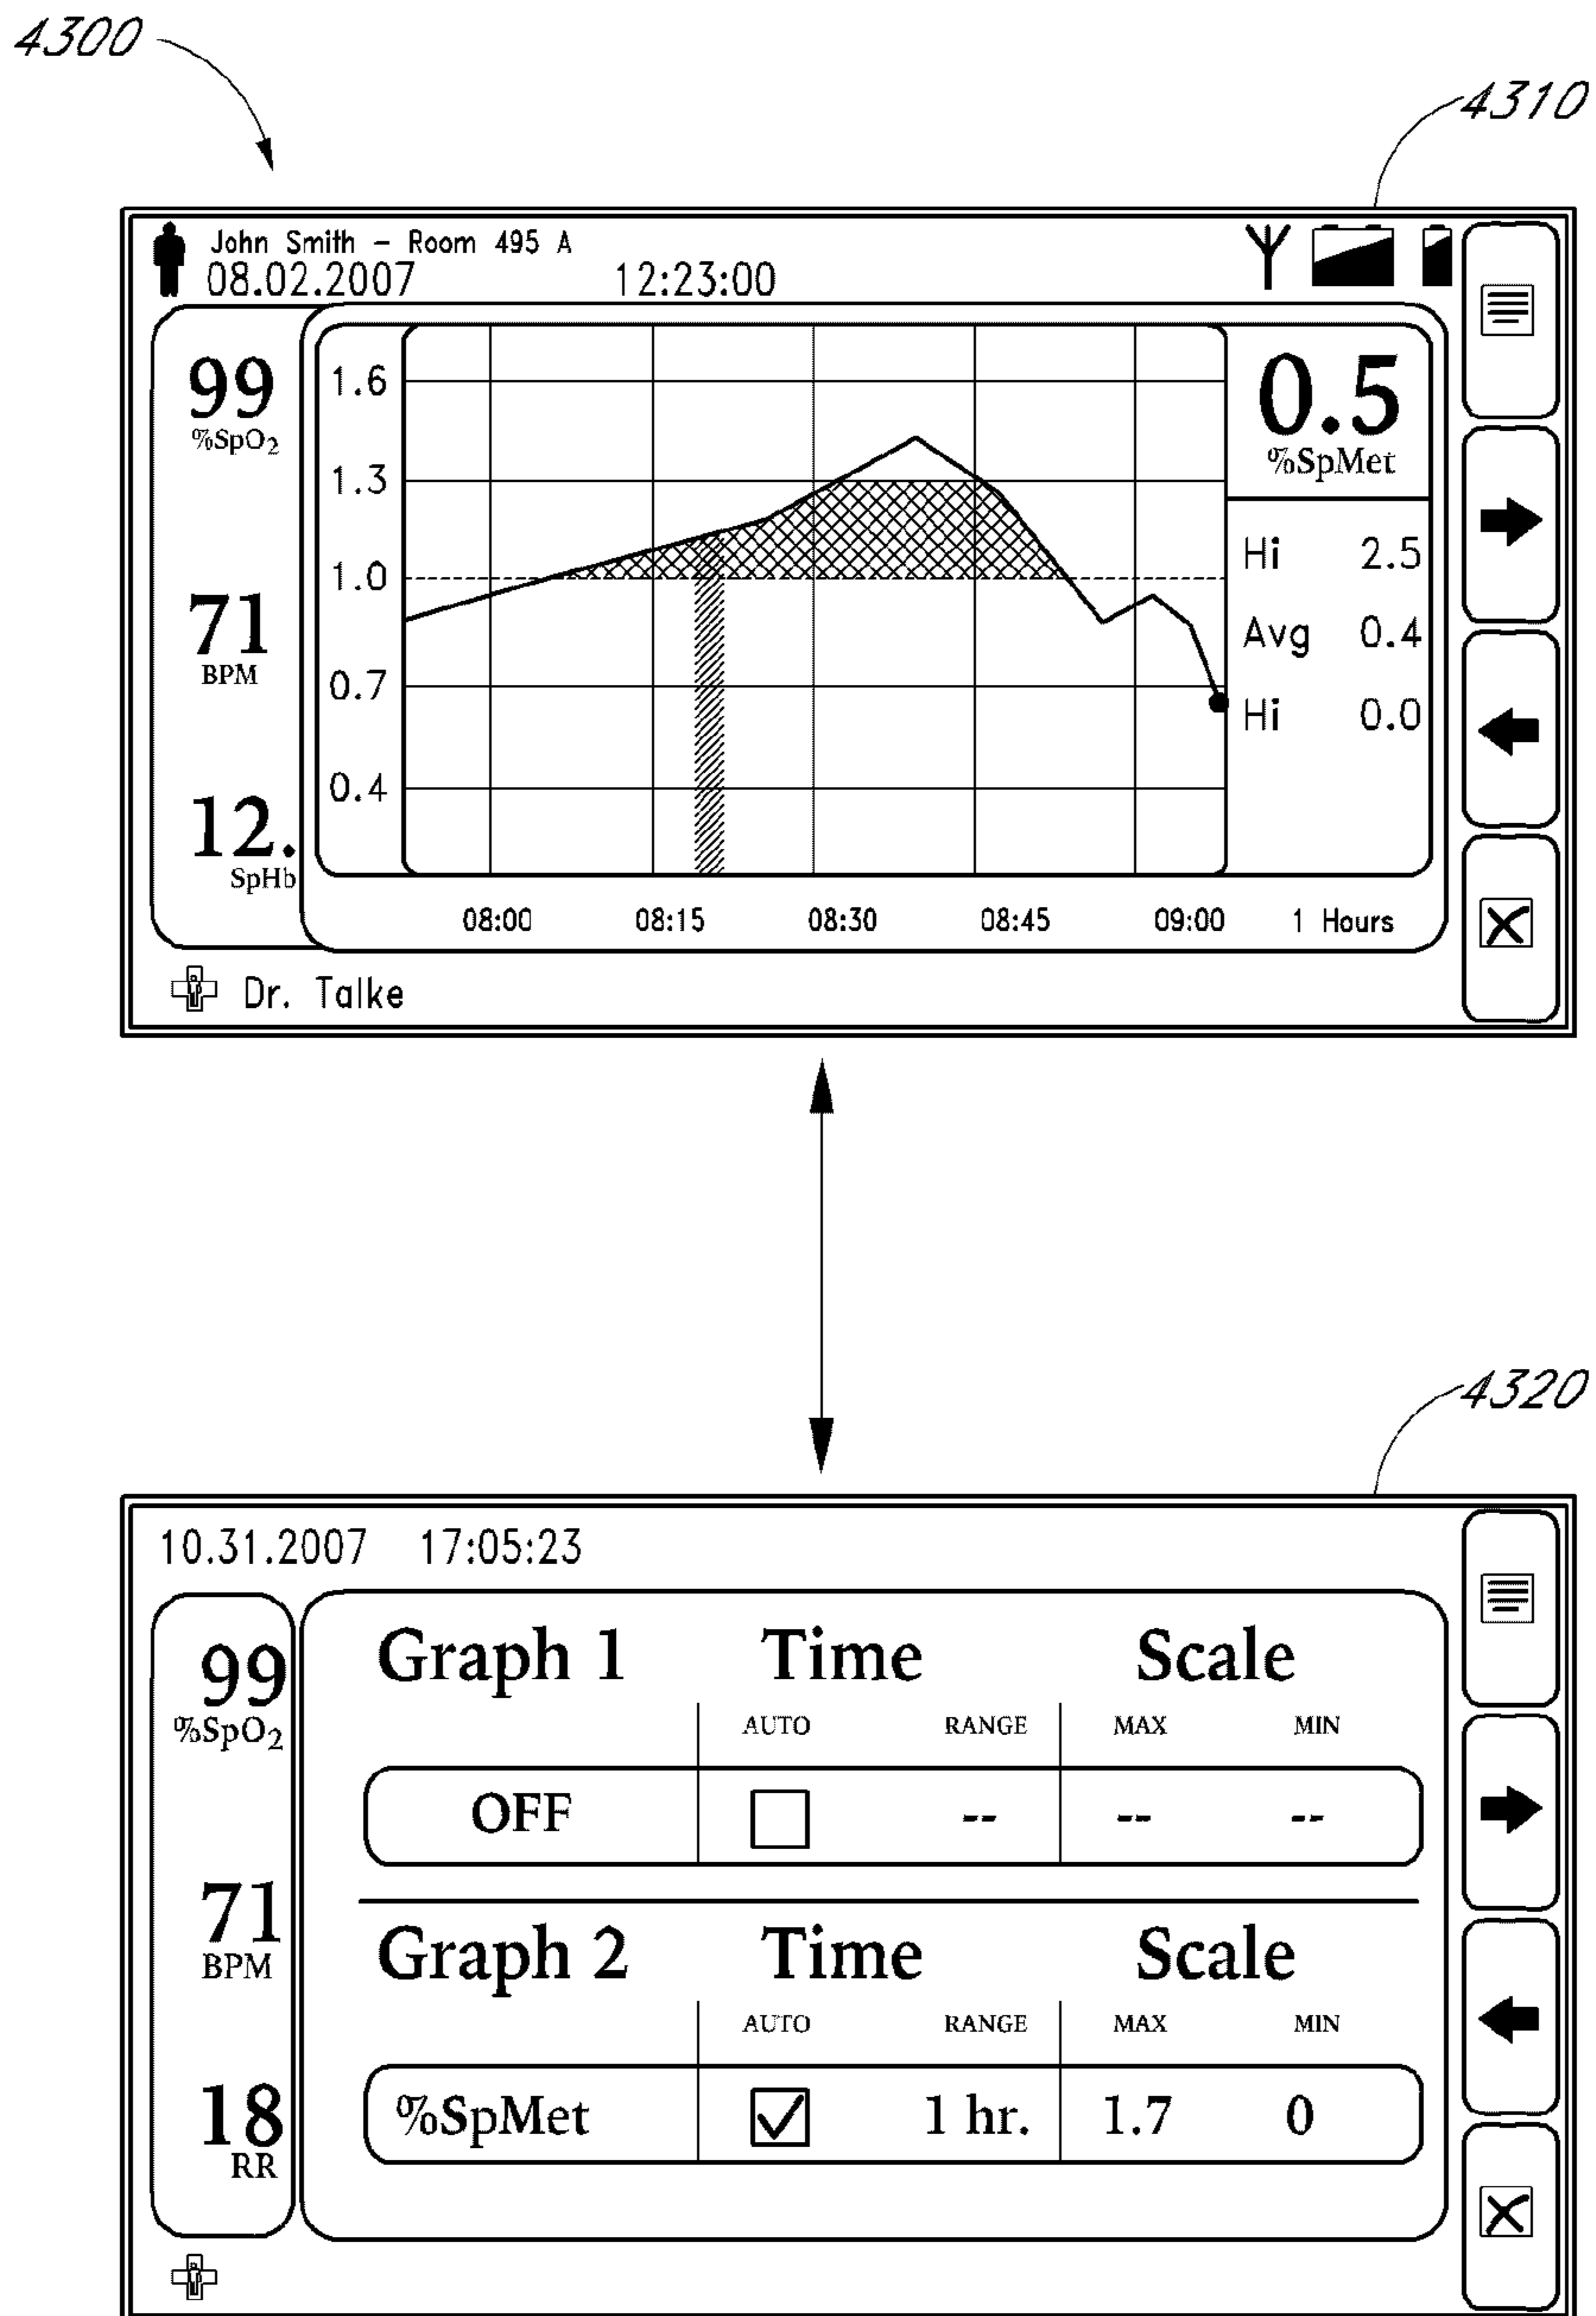 4300
4310
John Smith - Room 495 A
08.02.2007 12:23:00
99
%SpO2
71
BPM
12.
SpHb
1.6
1.3
1.0
0.7
0.4
0.5
%SpMet
Hi 2.5
Avg 0.4
Hi 0.0
08:00 08:15 08:30 08:45 09:00 1 Hours
Dr. Talke
4320
10.31.2007 17:05:23
99
%SpO2
71
BPM
18
RR
Graph 1 Time Scale
AUTO RANGE MAX MIN
OFF -- -- --
Graph 2 Time Scale
AUTO RANGE MAX MIN
%SpMet 1 hr. 1.7 0